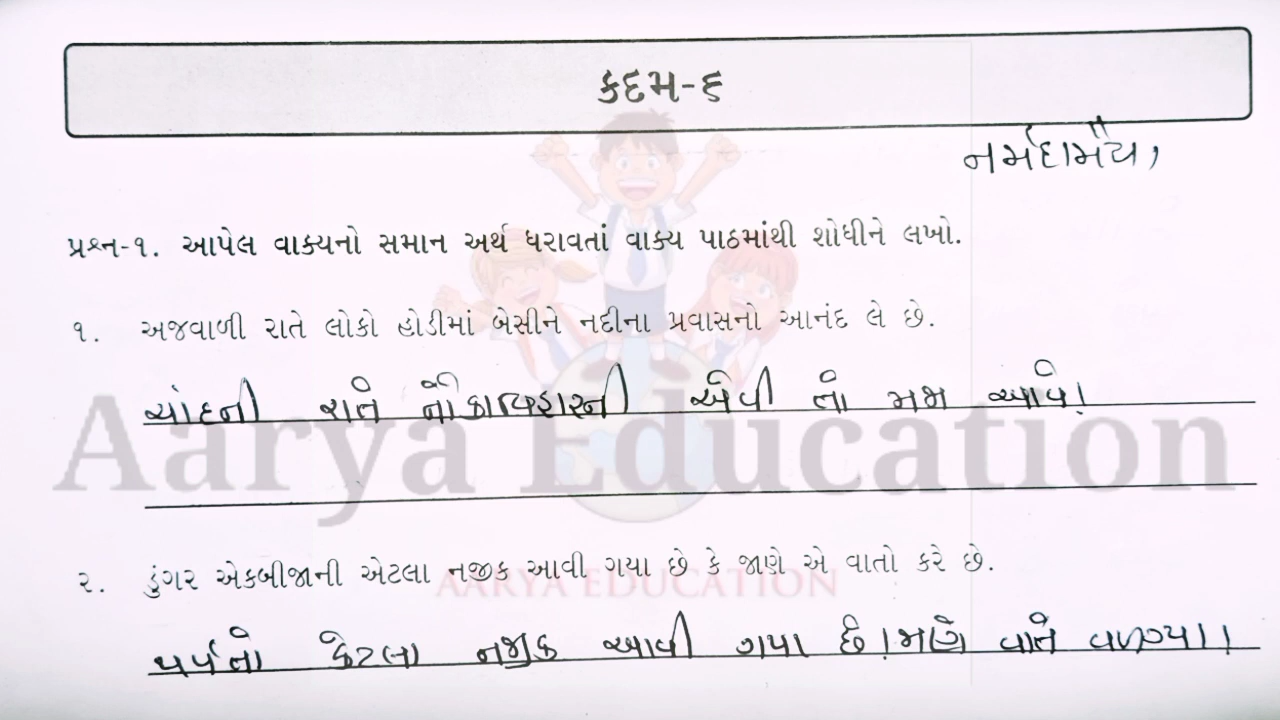 કદમ-૬
નર્મદામૈયા
પ્રશ્ન-૧. આપેલ વાક્યનો સમાન અર્થ ધરાવતાં વાક્ય પાઠમાંથી શોધીને લખો.
૧. અજવાળી રાતે લોકો હોડીમાં બેસીને નદીના પ્રવાસનો આનંદ લે છે.
ચાંદની રાતે નૌકાવિહારની એવી તો મજા આવે!
Aarya Education
૨. ડુંગર એકબીજાની એટલા નજીક આવી ગયા છે કે જાણે એ વાતો કરે છે.
AARYA EDUCATION
પર્વતો કેટલા નજીક આવી ગયા છે! જાણે વાતે વળગ્યા!